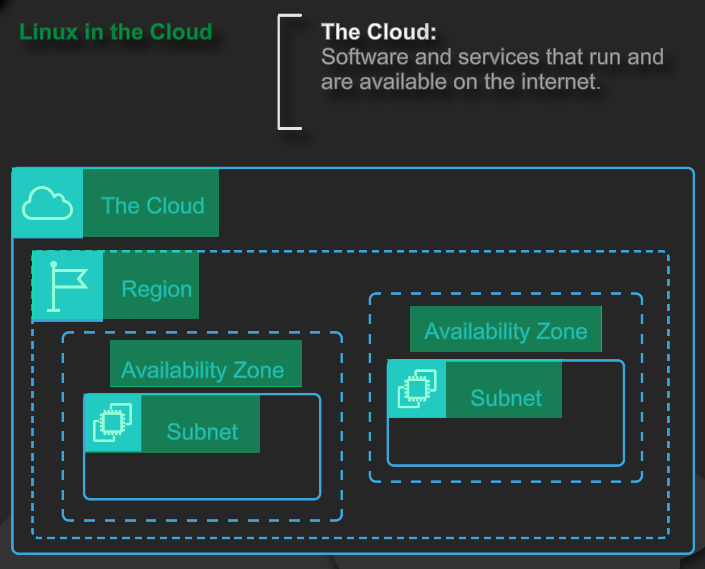 Linux in the Cloud
The Cloud:
Software and services that run and
are available on the internet.
The Cloud
Region
Availability Zone
Subnet
Availability Zone
Subnet